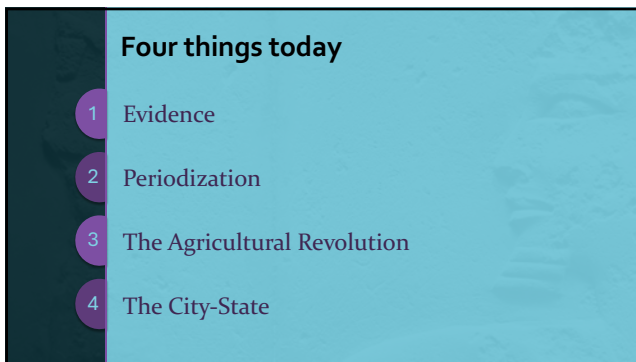 Four things today
1 Evidence
2 Periodization
3 The Agricultural Revolution
4 The City-State